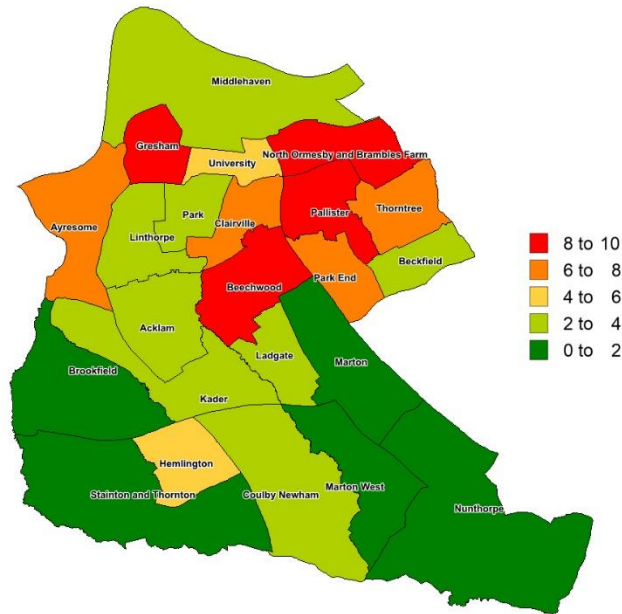 Middlehaven
Gresham
North Ormesby and Brambles Farm
University
Park
Pallister
Thorntree
Ayresome
Clairville
Linthorpe
Beckfield
Park End
Beechwood
Acklam
Ladgate
Marton
Brookfield
Kader
Hemlington
Marton West
Stainton and Thornton
Coulby Newham
Nunthorpe
8 to 10
6 to 8
4 to 6
2 to 4
0 to 2